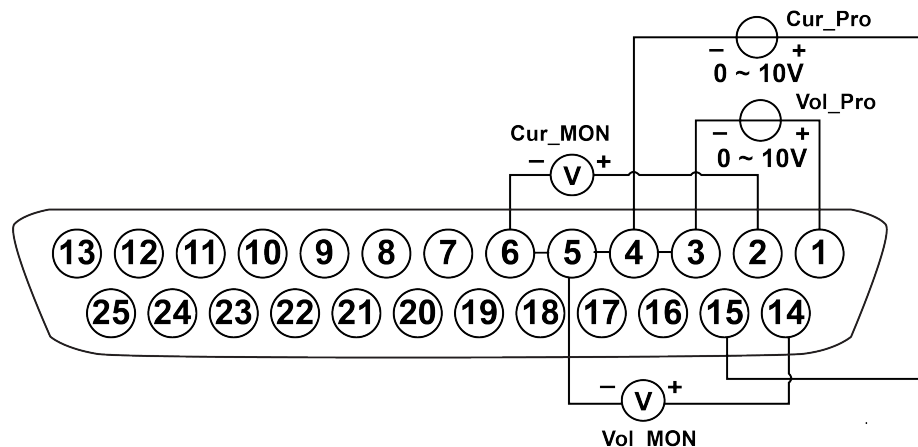 Cur_Pro
− +
0 ~ 10V
Vol_Pro
− +
0 ~ 10V
Cur_MON
− V +
13 12 11 10 9 8 7 6 5 4 3 2 1
25 24 23 22 21 20 19 18 17 16 15 14
− V +
Vol_MON